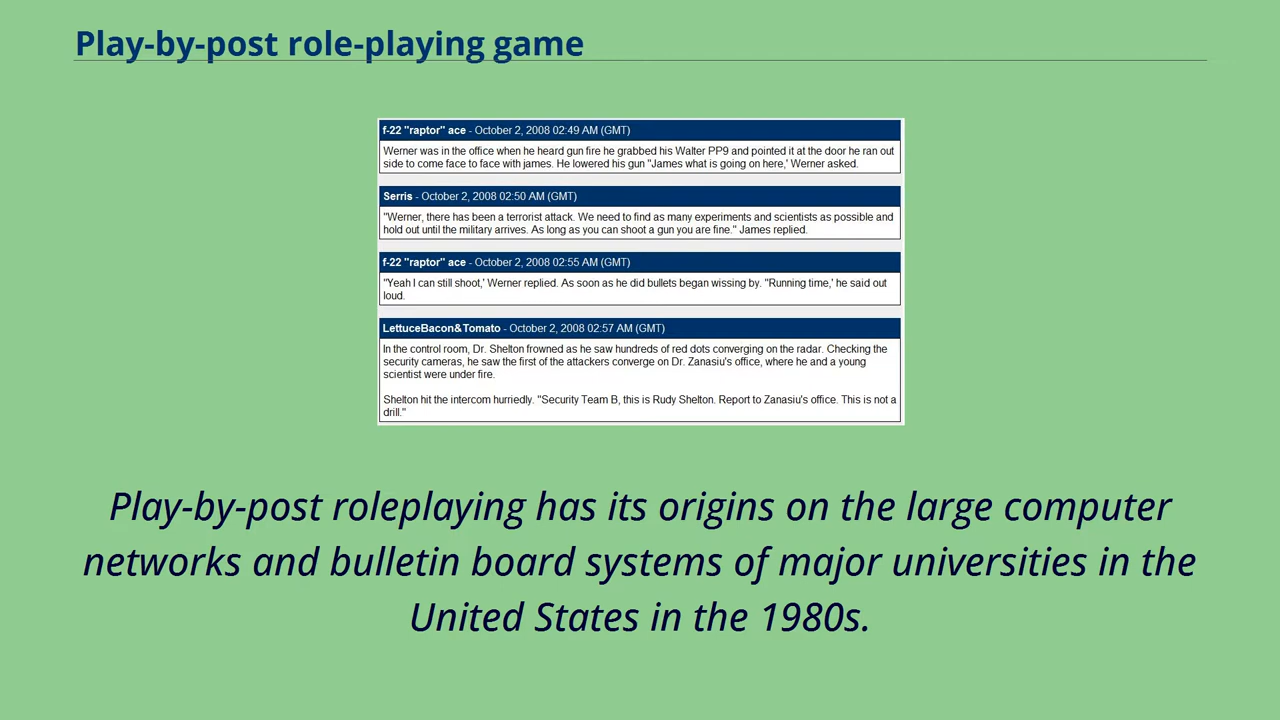 Play-by-post role-playing game
f-22 "raptor" ace - October 2, 2008 02:49 AM (GMT)
Werner was in the office when he heard gun fire he grabbed his Walter PP9 and pointed it at the door he ran out
side to come face to face with james. He lowered his gun "James what is going on here,' Werner asked.
Serris - October 2, 2008 02:50 AM (GMT)
"Werner, there has been a terrorist attack. We need to find as many experiments and scientists as possible and
hold out until the military arrives. As long as you can shoot a gun you are fine." James replied.
f-22 "raptor" ace - October 2, 2008 02:55 AM (GMT)
"Yeah I can still shoot,' Werner replied. As soon as he did bullets began wissing by. "Running time,' he said out
loud.
LettuceBacon&Tomato - October 2, 2008 02:57 AM (GMT)
In the control room, Dr. Shelton frowned as he saw hundreds of red dots converging on the radar. Checking the
security cameras, he saw the first of the attackers converge on Dr. Zanasiu's office, where he and a young
scientist were under fire.
Shelton hit the intercom hurriedly. "Security Team B, this is Rudy Shelton. Report to Zanasiu's office. This is not a
drill."
Play-by-post roleplaying has its origins on the large computer
networks and bulletin board systems of major universities in the
United States in the 1980s.